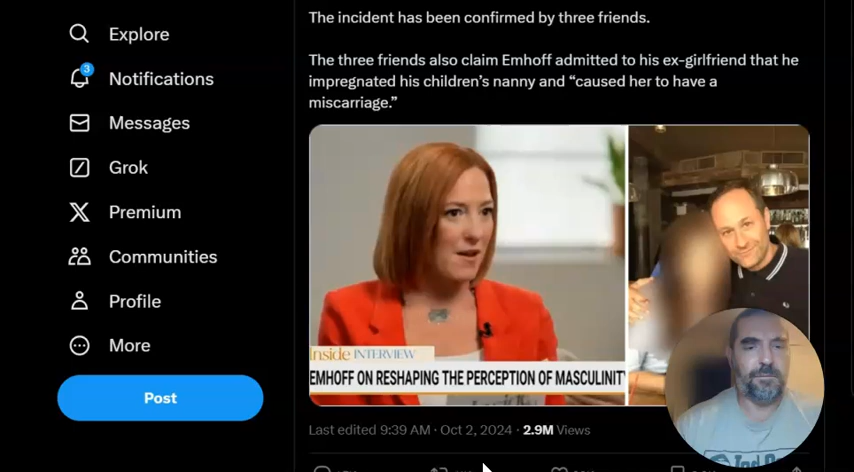 The incident has been confirmed by three friends.
Explore
The three friends also claim Emhoff admitted to his ex-girlfriend that he
3
Notifications
impregnated his children's nanny and “caused her to have a
miscarriage.”
Messages
Grok
Premium
Communities
Profile
More
Inside INTERVIEW
EMHOFF ON RESHAPING THE PERCEPTION OF MASCULINIT
Post
Last edited 9:39 AM · Oct 2, 2024 · 2.9M Views